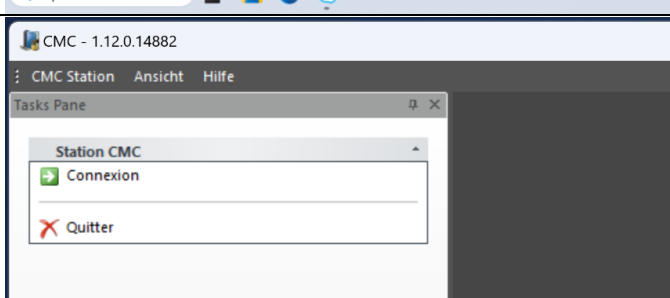 CMC - 1.12.0.14882
CMC Station Ansicht Hilfe
Tasks Pane
Station CMC
Connexion
Quitter